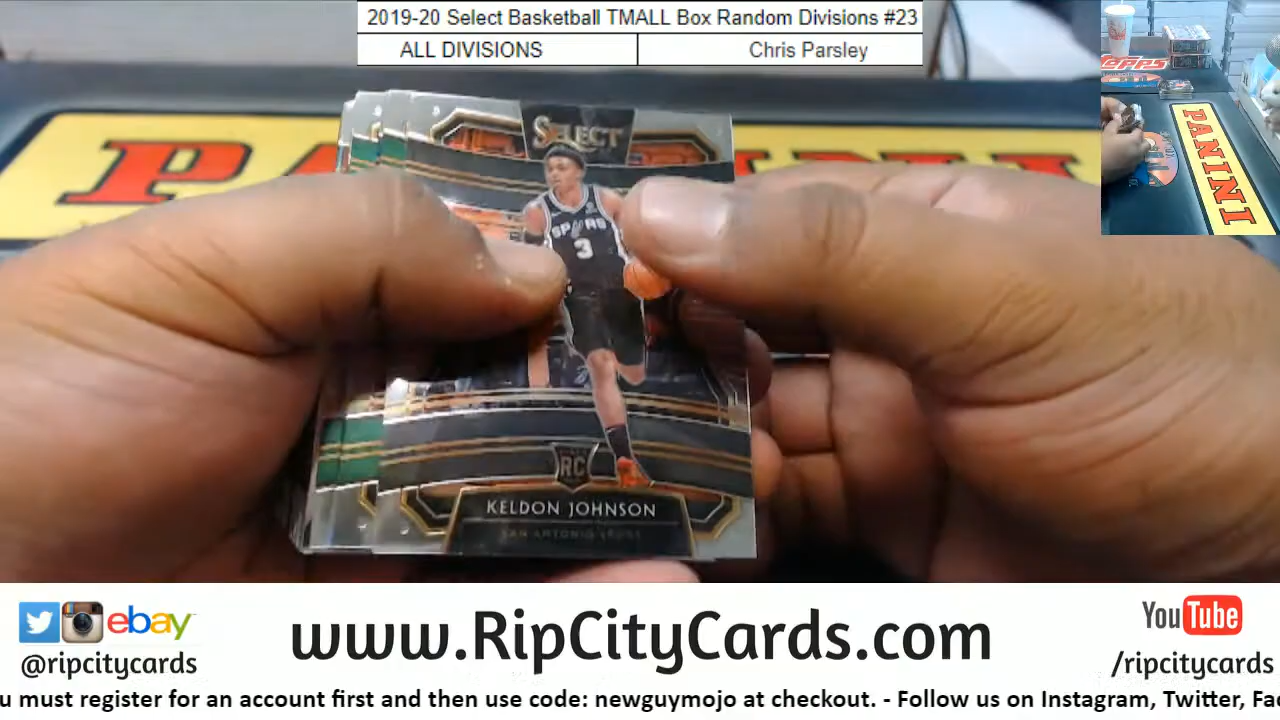 2019-20 Select Basketball TMALL Box Random Divisions #23
ALL DIVISIONS Chris Parsley
PANINI
SELECT
SPURS
3
RC
KELDON JOHNSON
SAN ANTONIO SPURS
PANINI
ebay
@ripcitycards
www.RipCityCards.com
YouTube
/ripcitycards
u must register for an account first and then use code: newguymojo at checkout. - Follow us on Instagram, Twitter, Fac